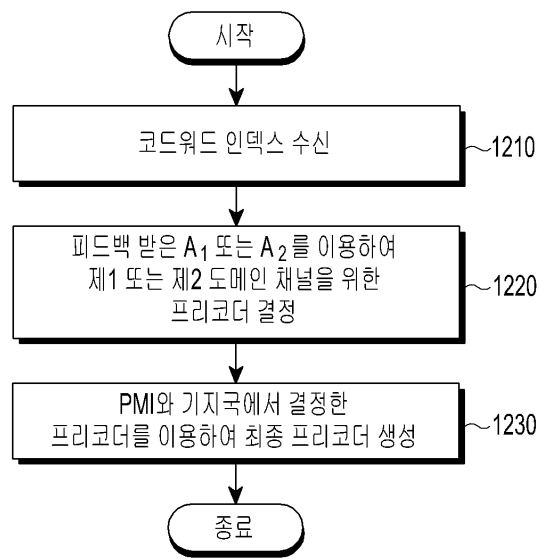 시작
코드워드 인덱스 수신
1210
피드백 받은 A1 또는 A2를 이용하여
제1 또는 제2 도메인 채널을 위한
프리코더 결정
1220
PMI와 기지국에서 결정한
프리코더를 이용하여 최종 프리코더 생성
1230
종료